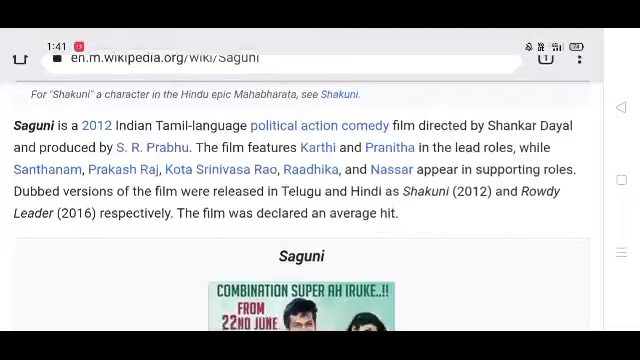 1:41
en.m.wikipedia.org/wiki/Saguni
For "Shakuni" a character in the Hindu epic Mahabharata, see Shakuni.
Saguni is a 2012 Indian Tamil-language political action comedy film directed by Shankar Dayal
and produced by S. R. Prabhu. The film features Karthi and Pranitha in the lead roles, while
Santhanam, Prakash Raj, Kota Srinivasa Rao, Raadhika, and Nassar appear in supporting roles.
Dubbed versions of the film were released in Telugu and Hindi as Shakuni (2012) and Rowdy
Leader (2016) respectively. The film was declared an average hit.
Saguni
COMBINATION SUPER AH IRUKE..!!
FROM
22ND JUNE